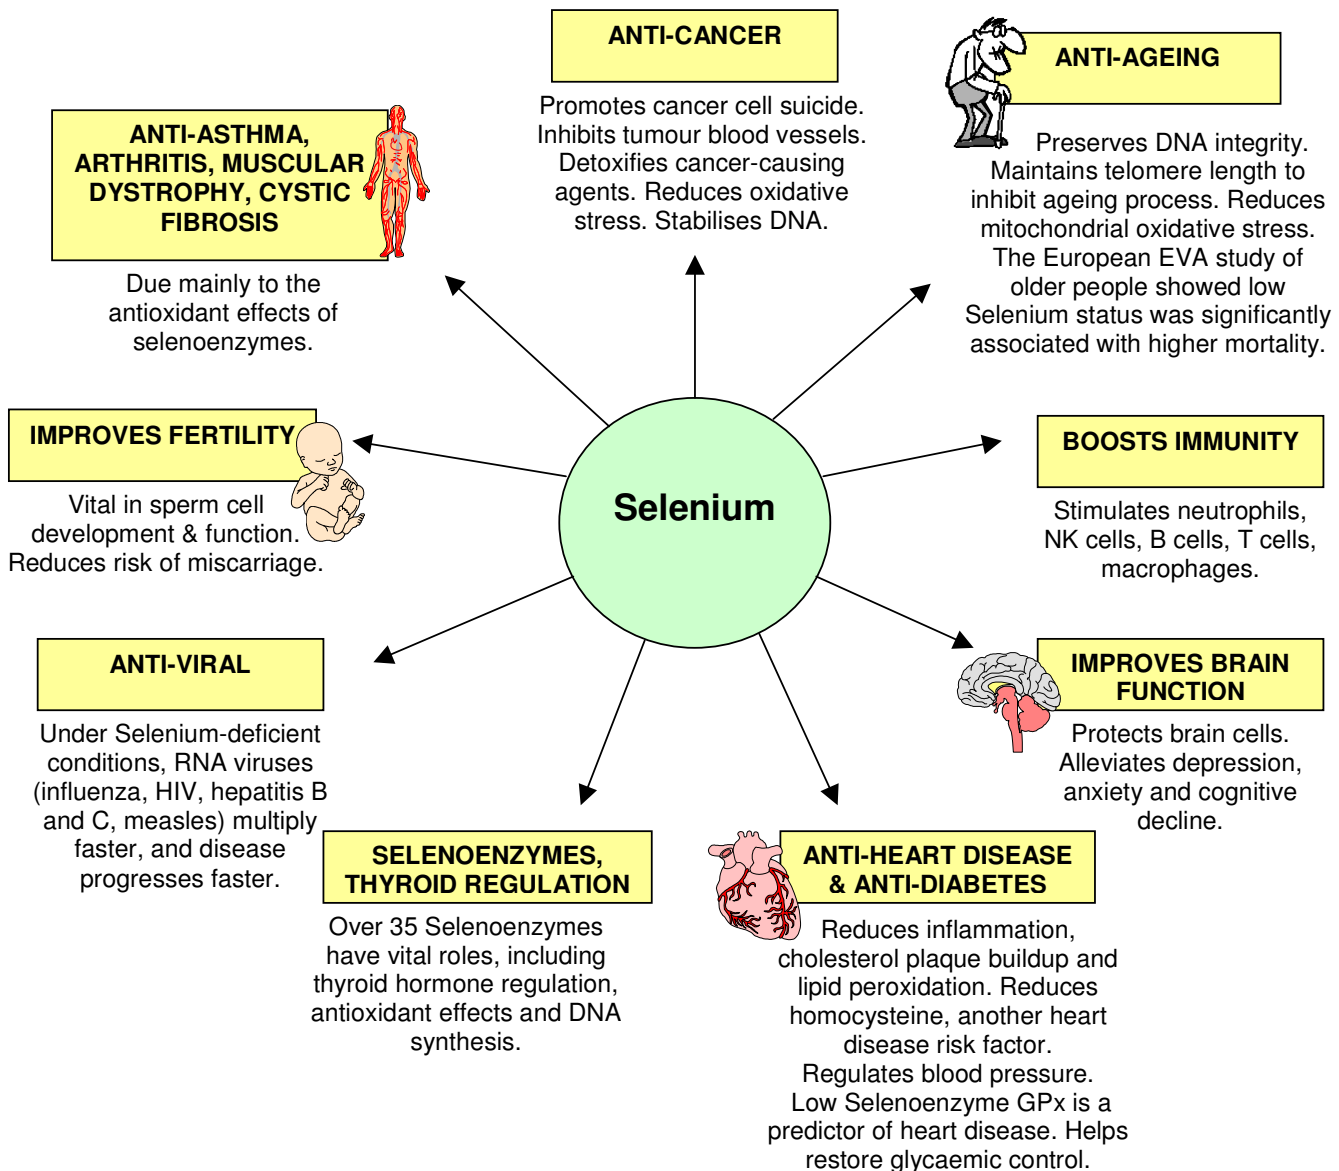 ANTI-CANCER
Promotes cancer cell suicide.
Inhibits tumour blood vessels.
Detoxifies cancer-causing
agents. Reduces oxidative
stress. Stabilises DNA.
ANTI-AGEING
Preserves DNA integrity.
Maintains telomere length to
inhibit ageing process. Reduces
mitochondrial oxidative stress.
The European EVA study of
older people showed low
Selenium status was significantly
associated with higher mortality.
ANTI-ASTHMA,
ARTHRITIS, MUSCULAR
DYSTROPHY, CYSTIC
FIBROSIS
Due mainly to the
antioxidant effects of
selenoenzymes.
IMPROVES FERTILITY
Vital in sperm cell
development & function.
Reduces risk of miscarriage.
Selenium
BOOSTS IMMUNITY
Stimulates neutrophils,
NK cells, B cells, T cells,
macrophages.
ANTI-VIRAL
Under Selenium-deficient
conditions, RNA viruses
(influenza, HIV, hepatitis B
and C, measles) multiply
faster, and disease
progresses faster.
IMPROVES BRAIN
FUNCTION
Protects brain cells.
Alleviates depression,
anxiety and cognitive
decline.
SELENOENZYMES,
THYROID REGULATION
Over 35 Selenoenzymes
have vital roles, including
thyroid hormone regulation,
antioxidant effects and DNA
synthesis.
ANTI-HEART DISEASE
& ANTI-DIABETES
Reduces inflammation,
cholesterol plaque buildup and
lipid peroxidation. Reduces
homocysteine, another heart
disease risk factor.
Regulates blood pressure.
Low Selenoenzyme GPx is a
predictor of heart disease. Helps
restore glycaemic control.